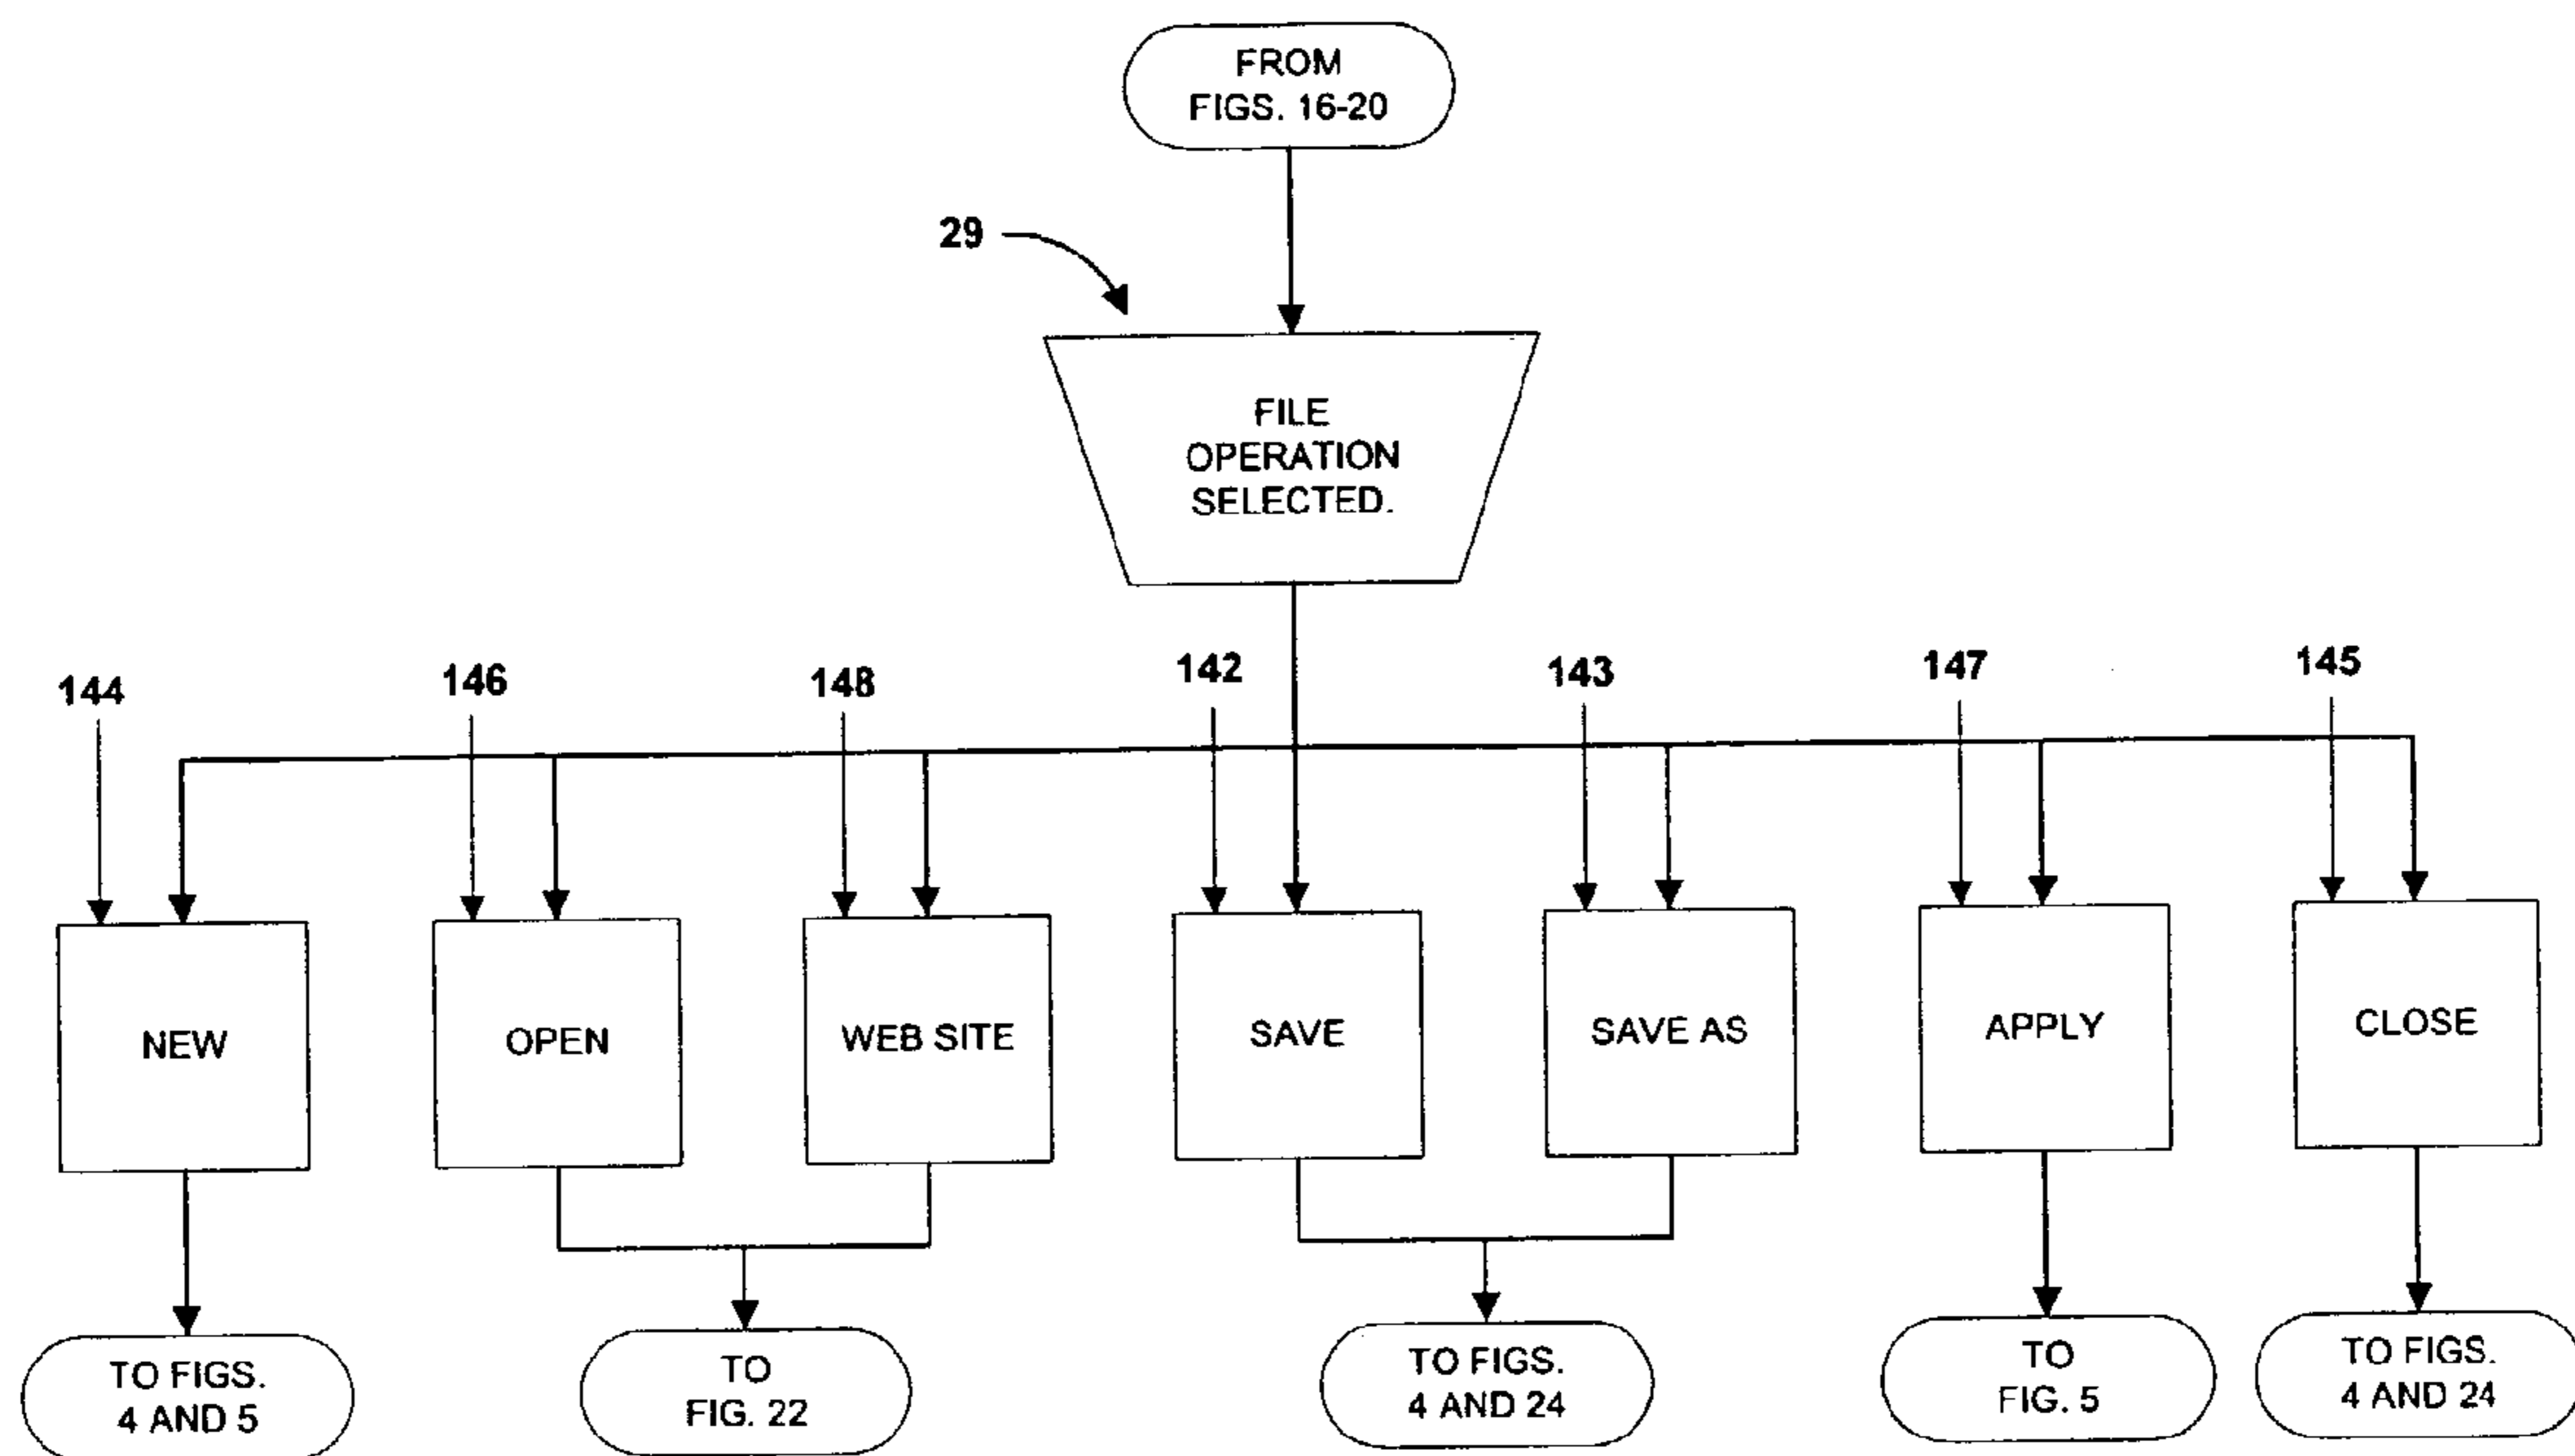 FROM
FIGS. 16-20
29
FILE
OPERATION
SELECTED.
144
146
148
142
143
147
145
NEW
OPEN
WEB SITE
SAVE
SAVE AS
APPLY
CLOSE
TO FIGS.
4 AND 5
TO
FIG. 22
TO FIGS.
4 AND 24
TO
FIG. 5
TO FIGS.
4 AND 24